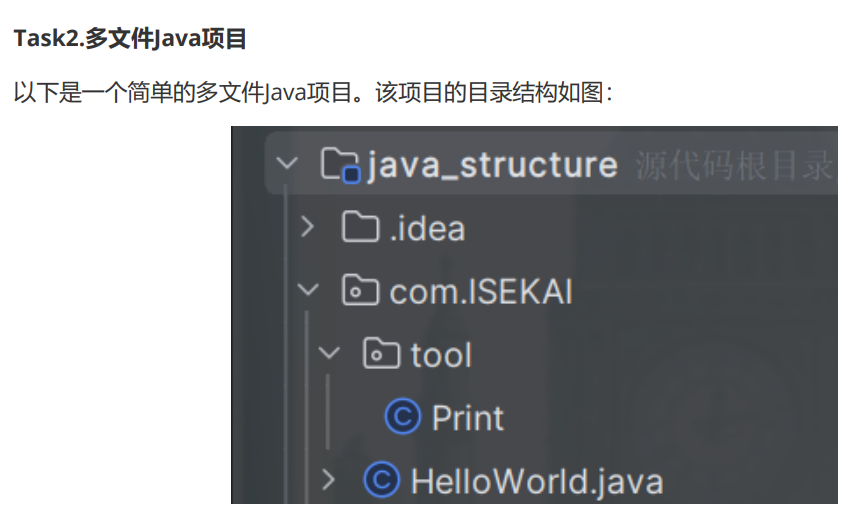 Task2.多文件Java项目
以下是一个简单的多文件Java项目。该项目的目录结构如图：
java_structure 源代码根目录
.idea
com.ISEKAI
tool
Print
HelloWorld.java